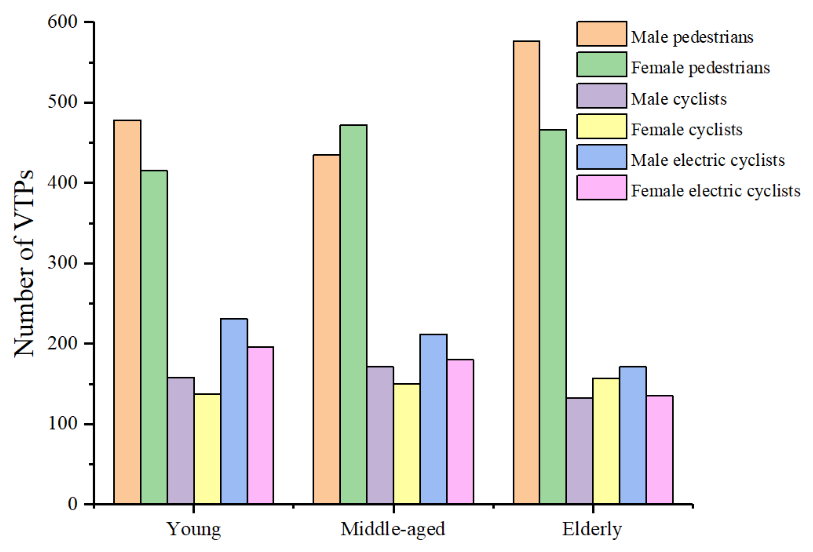 600
500
400
300
200
100
0
Number of VTPs
Young
Middle-aged
Elderly
Male pedestrians
Female pedestrians
Male cyclists
Female cyclists
Male electric cyclists
Female electric cyclists